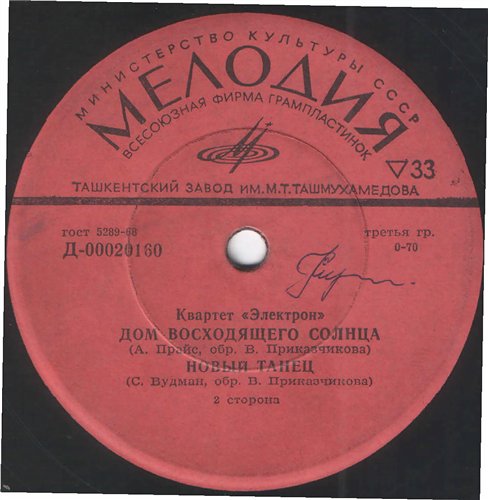 МИНИСТЕРСТВО КУЛЬТУРЫ СССР
МЕЛОДИЯ
ВСЕСОЮЗНАЯ ФИРМА ГРАМПЛАСТИНОК
▽33
ТАШКЕНТСКИЙ ЗАВОД ИМ. М.Т. ТАШМУХАМЕДОВА
гост 5289-68
третья гр.
Д-00020160
0-70
Квартет «Электрон»
ДОМ ВОСХОДЯЩЕГО СОЛНЦА
(А. Прайс, обр. В. Приказчикова)
НОВЫЙ ТАНЕЦ
(С. Вудман, обр. В. Приказчикова)
2 сторона